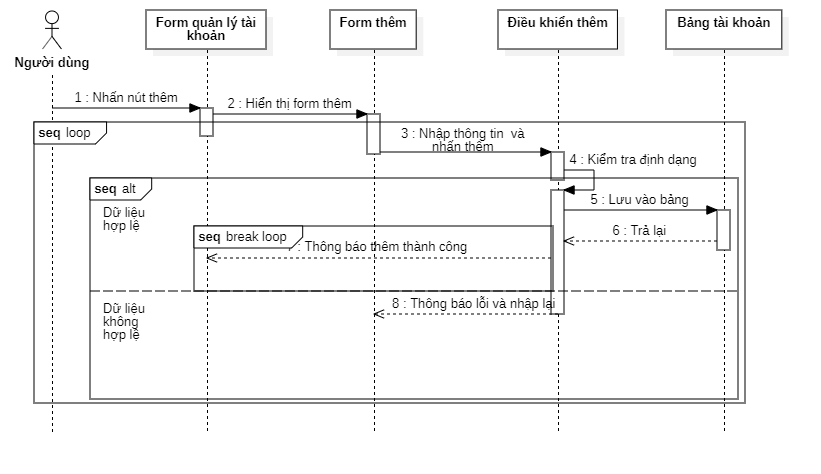 Form quản lý tài
khoản
Form thêm
Điều khiển thêm
Bảng tài khoản
Người dùng
1 : Nhấn nút thêm
2 : Hiển thị form thêm
seq loop
3 : Nhập thông tin và
nhấn thêm
4 : Kiểm tra định dạng
seq alt
5 : Lưu vào bảng
Dữ liệu
hợp lệ
6 : Trả lại
seq break loop
: Thông báo thêm thành công
8 : Thông báo lỗi và nhập lại
Dữ liệu
không
hợp lệ